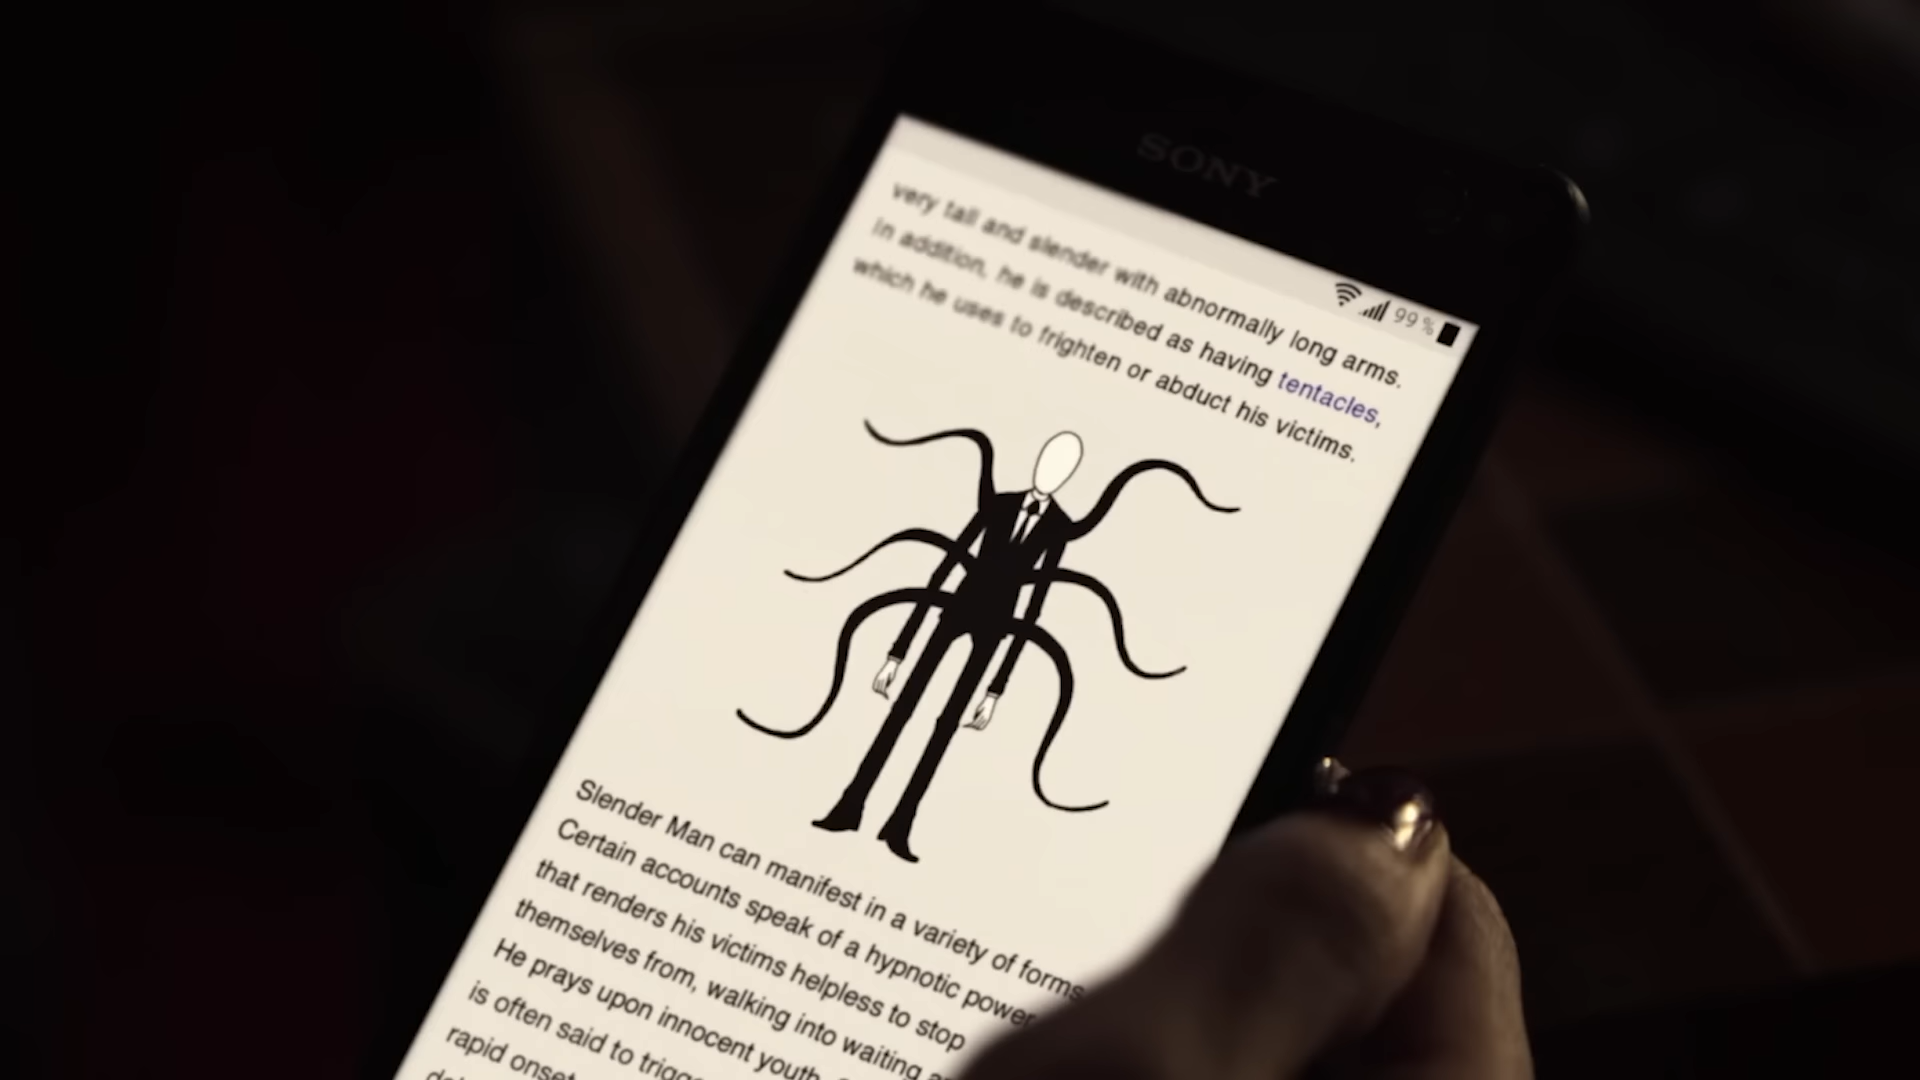 SONY
99%
very tall and slender with abnormally long arms.
In addition, he is described as having tentacles,
which he uses to frighten or abduct his victims.
Slender Man can manifest in a variety of forms
Certain accounts speak of a hypnotic power
that renders his victims helpless to stop
themselves from, walking into waiting
He prays upon innocent youth.
is often said to
rapid